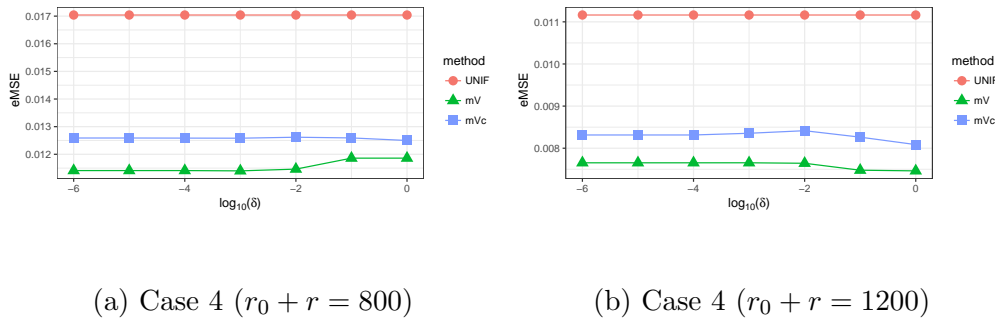 0.017
0.016
0.015
0.014
0.013
0.012
eMSE
−6
−4
−2
0
log₁₀(δ)
method
UNIF
mV
mVc
0.011
0.010
0.009
0.008
eMSE
−6
−4
−2
0
log₁₀(δ)
method
UNIF
mV
mVc
(a) Case 4 (r₀ + r = 800)
(b) Case 4 (r₀ + r = 1200)